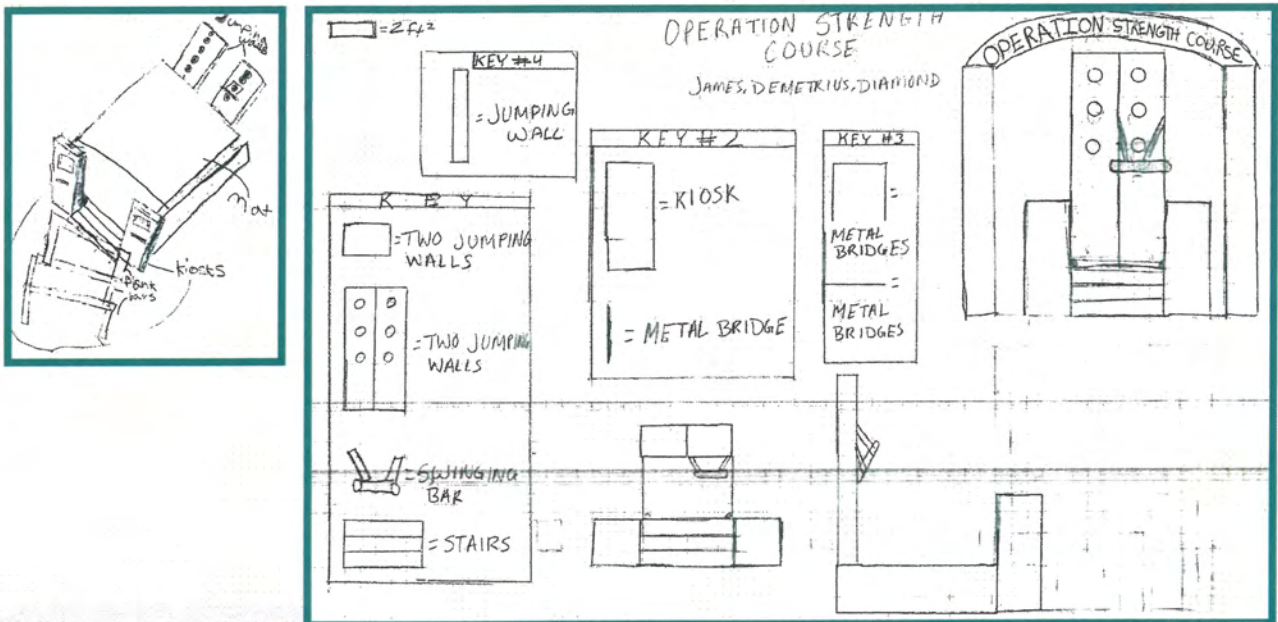 Jumping
walls
mat
kiosks
bars
= 2 ft²
OPERATION STRENGTH
COURSE
JAMES, DEMETRIUS, DIAMOND
KEY #4
= JUMPING
WALL
KEY
= TWO JUMPING
WALLS
= TWO JUMPING
WALLS
= SWINGING
BAR
= STAIRS
KEY #2
= KIOSK
= METAL BRIDGE
KEY #3
=
METAL
BRIDGES
=
METAL
BRIDGES
OPERATION STRENGTH COURSE